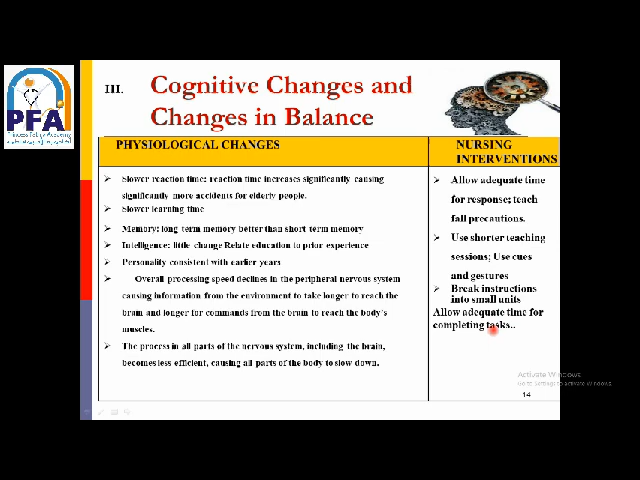 III.
Cognitive Changes and
Changes in Balance
PHYSIOLOGICAL CHANGES
Slower reaction time: reaction time increases significantly causing
significantly more accidents for elderly people.
Slower learning time
Memory: long term memory better than short term memory
Intelligence: little change Relate education to prior experience
Personality consistent with earlier years
Overall processing speed declines in the peripheral nervous system
causing information from the environment to take longer to reach the
brain and longer for commands from the brain to reach the body's
muscles.
The process in all parts of the nervous system, including the brain,
becomes less efficient, causing all parts of the body to slow down.
NURSING
INTERVENTIONS
Allow adequate time
for response; teach
fall precautions.
Use shorter teaching
sessions; Use cues
and gestures
Break instructions
into small units
Allow adequate time for
completing tasks..
Activate Windows
Go to Settings to activate Windows.
14
PFA